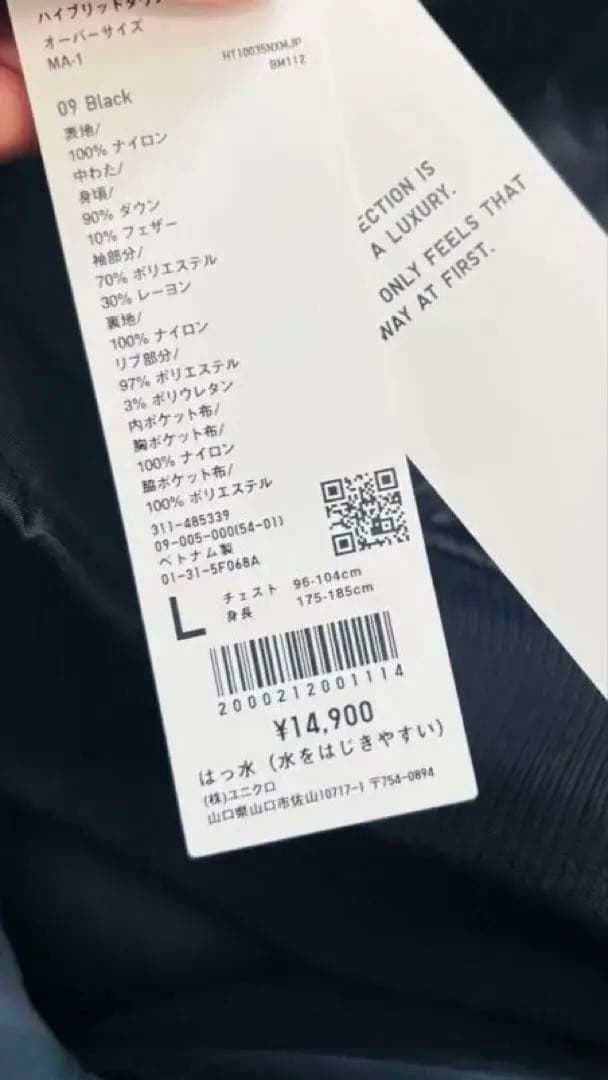 ハイブリッドダウン
オーバーサイズ
MA-1
HT10035NXMJP
BM112
09 Black
表地/
100% ナイロン
中わた/
身頃/
90% ダウン
10% フェザー
袖部分/
70% ポリエステル
30% レーヨン
裏地/
100% ナイロン
リブ部分/
97% ポリエステル
3% ポリウレタン
内ポケット布/
胸ポケット布/
100% ナイロン
脇ポケット布/
100% ポリエステル
311-485339
09-005-000(54-01)
ベトナム製
01-31-5F068A
L
チェスト 96-104cm
身長 175-185cm
2000212001114
¥14,900
はっ水（水をはじきやすい）
(株)ユニクロ
山口県山口市佐山10717-1 〒754-0894
ECTION IS
A LUXURY.
ONLY FEELS THAT
WAY AT FIRST.